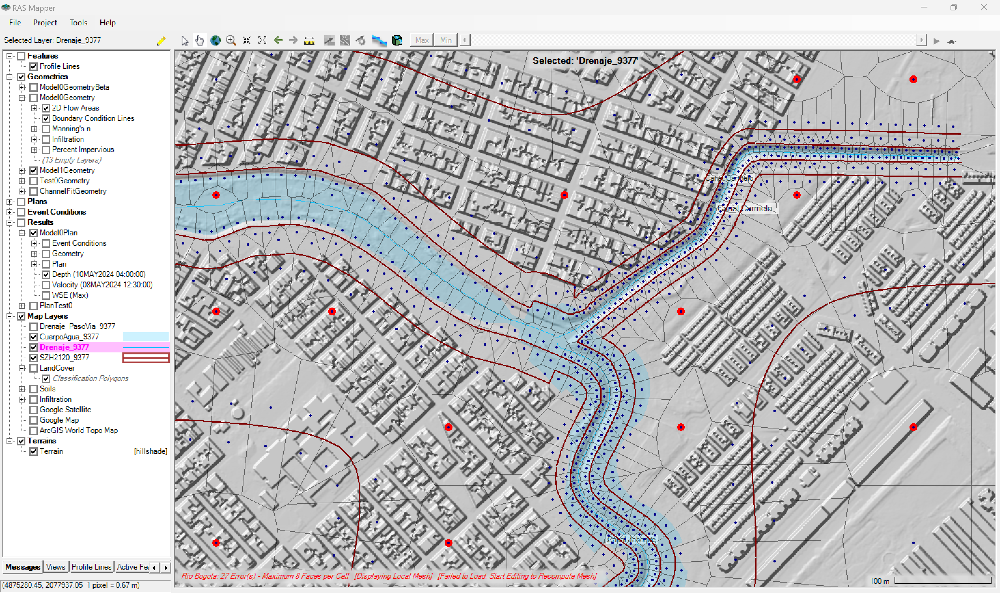 RAS Mapper
File Project Tools Help
Selected Layer: Drenaje_9377
Max Min
Features
Profile Lines
Geometries
Model0GeometryBeta
Model0Geometry
2D Flow Areas
Boundary Condition Lines
Manning's n
Infiltration
Percent Impervious
(13 Empty Layers)
Model1Geometry
Test0Geometry
ChannelFitGeometry
Plans
Event Conditions
Results
Model0Plan
Event Conditions
Geometry
Plan
Depth (10MAY2024 04:00:00)
Velocity (08MAY2024 12:30:00)
WSE (Max)
PlanTest0
Map Layers
Drenaje_PasoVia_9377
CuerpoAgua_9377
Drenaje_9377
SZH2120_9377
LandCover
Classification Polygons
Soils
Infiltration
Google Satellite
Google Map
ArcGIS World Topo Map
Terrains
Terrain [hillshade]
Messages Views Profile Lines Active Fea
(4875280.45, 2077937.05 1 pixel = 0.67 m)
Selected: 'Drenaje_9377'
Canal Carmelo
Canal Carmelo
Canal Jaboque
Rio Bogota: 27 Error(s) - Maximum 8 Faces per Cell [Displaying Local Mesh] [Failed to Load. Start Editing to Recompute Mesh]
100 m